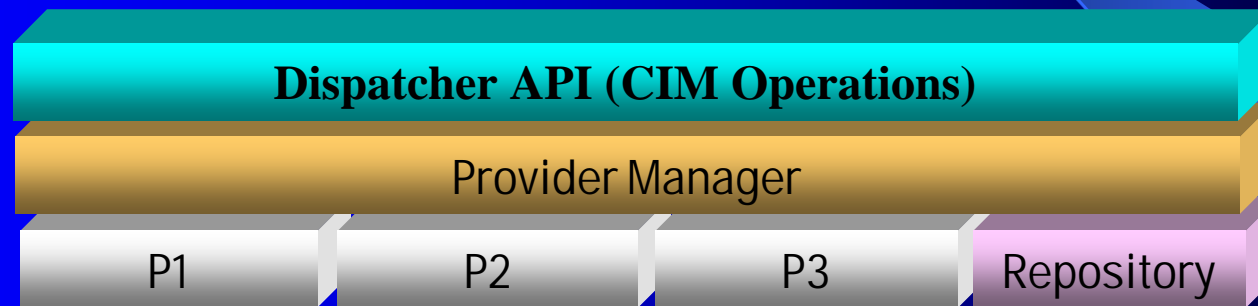 Dispatcher API (CIM Operations)
Provider Manager
P1 P2 P3 Repository